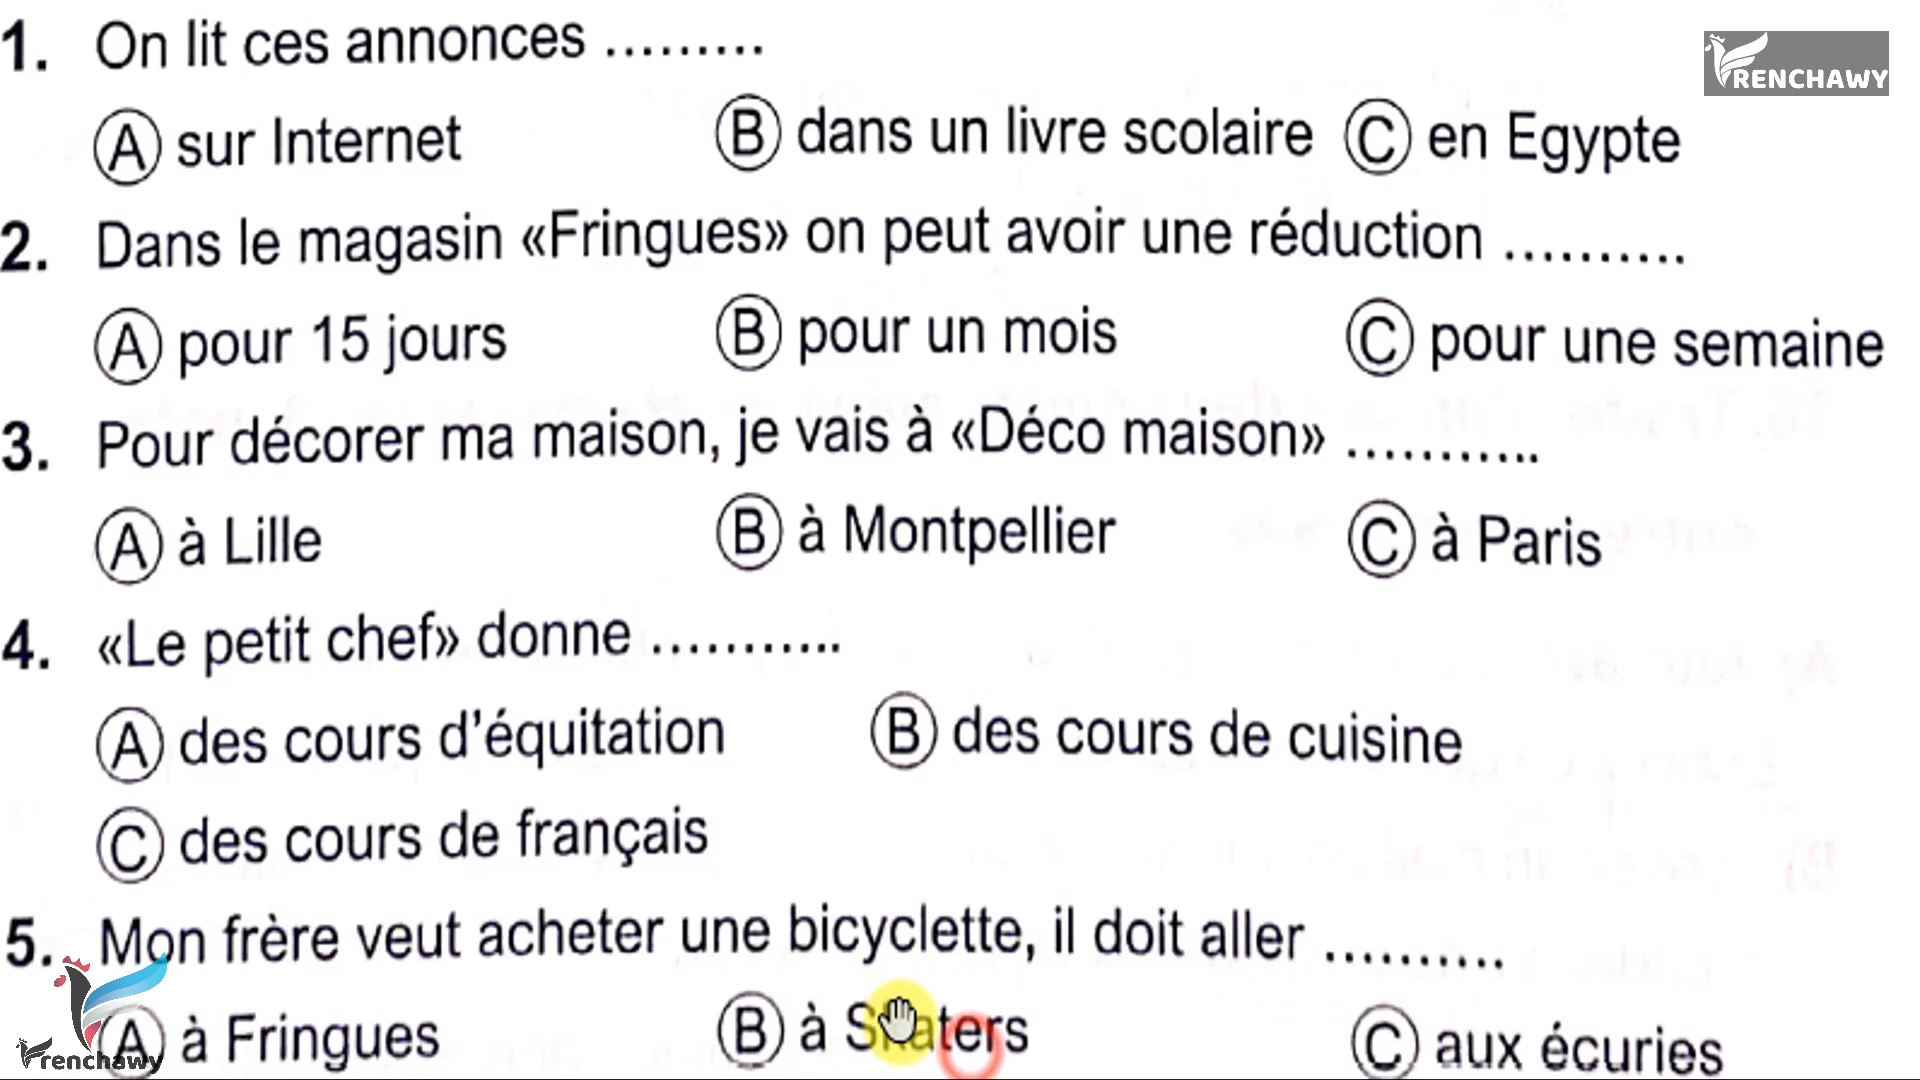 1. On lit ces annonces .........
RENCHAWY
A sur Internet B dans un livre scolaire C en Egypte
2. Dans le magasin «Fringues» on peut avoir une réduction ..........
A pour 15 jours B pour un mois C pour une semaine
3. Pour décorer ma maison, je vais à «Déco maison» ...........
A à Lille B à Montpellier C à Paris
4. «Le petit chef» donne ...........
A des cours d'équitation B des cours de cuisine
C des cours de français
5. Mon frère veut acheter une bicyclette, il doit aller ..........
A à Fringues B à Skaters C aux écuries
Frenchawy